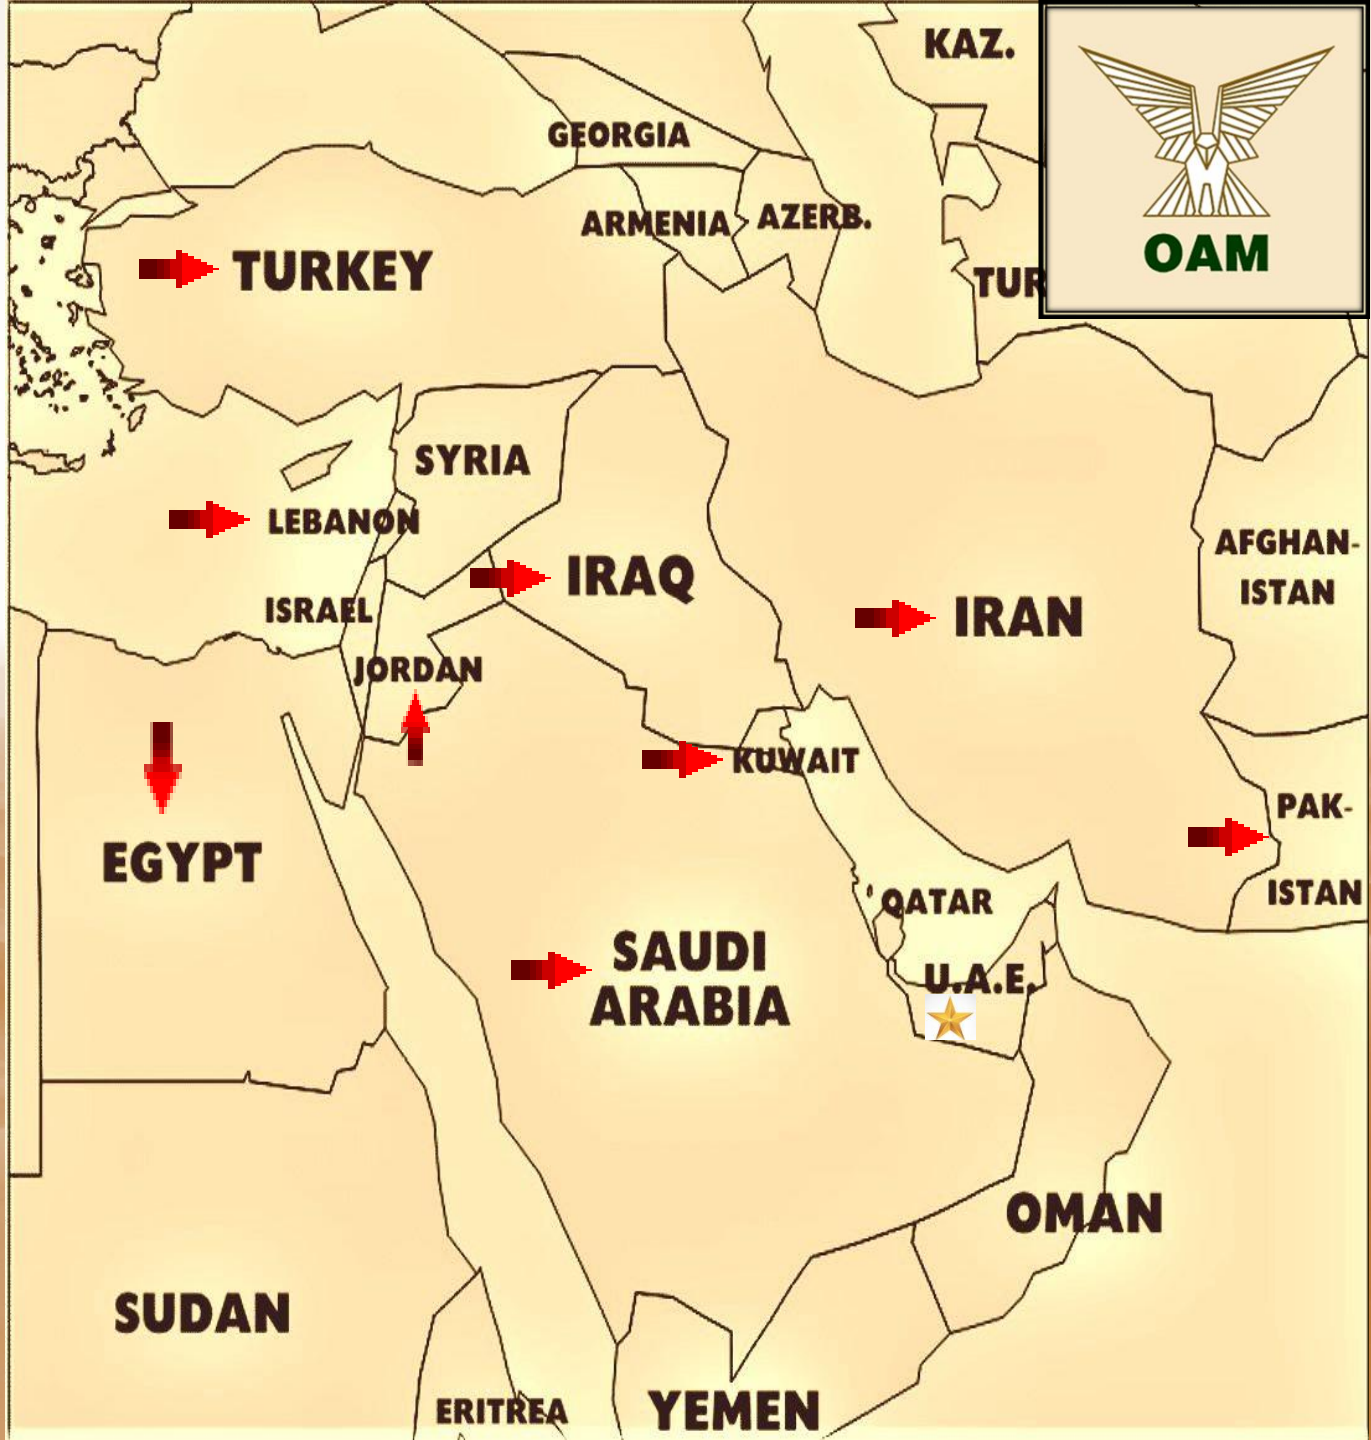 KAZ.
GEORGIA
ARMENIA
AZERB.
TURKEY
TUR
OAM
SYRIA
LEBANON
ISRAEL
IRAQ
IRAN
AFGHAN-
ISTAN
JORDAN
KUWAIT
PAK-
ISTAN
EGYPT
QATAR
SAUDI
ARABIA
U.A.E.
OMAN
SUDAN
ERITREA
YEMEN